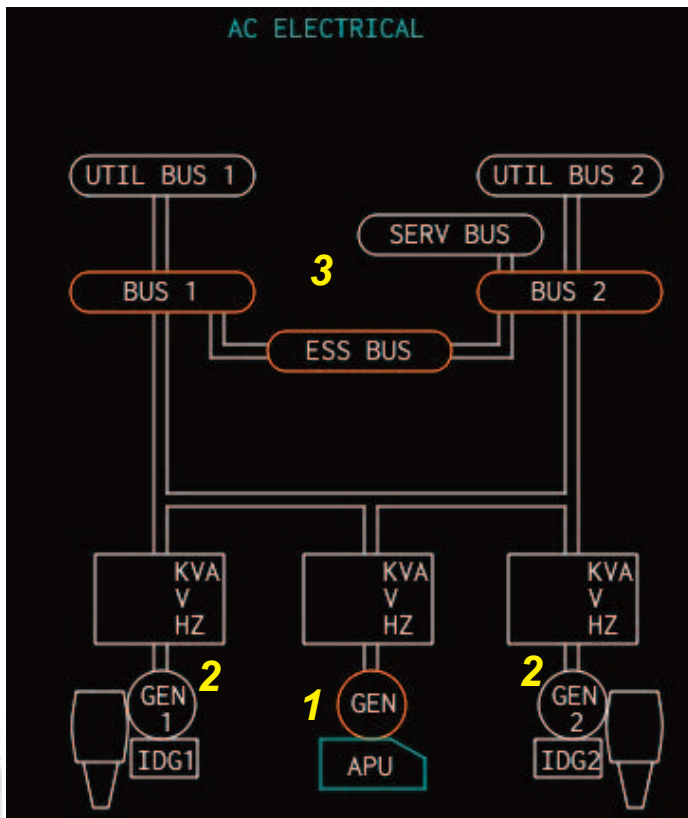 AC ELECTRICAL
UTIL BUS 1
UTIL BUS 2
SERV BUS
BUS 1
3
BUS 2
ESS BUS
KVA
V
HZ
KVA
V
HZ
KVA
V
HZ
2
GEN
1
IDG1
1
GEN
APU
2
GEN
2
IDG2